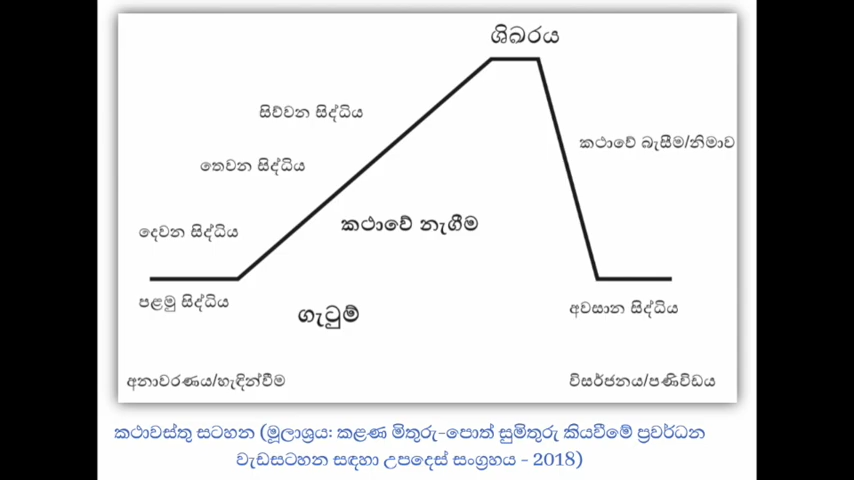 ශිඛරය
සිව්වන සිද්ධිය
කථාවේ බැසීම/නිමාව
තෙවන සිද්ධිය
කථාවේ නැගීම
දෙවන සිද්ධිය
පළමු සිද්ධිය
ගැටුම්
අවසාන සිද්ධිය
අනාවරණය/හැඳින්වීම
විසර්ජනය/පණිවිඩය
කථාවස්තු සටහන (මූලාශ්‍රය: කළණ මිතුරු-පොත් සුමිතුරු කියවීමේ ප්‍රවර්ධන
වැඩසටහන සඳහා උපදෙස් සංග්‍රහය - 2018)